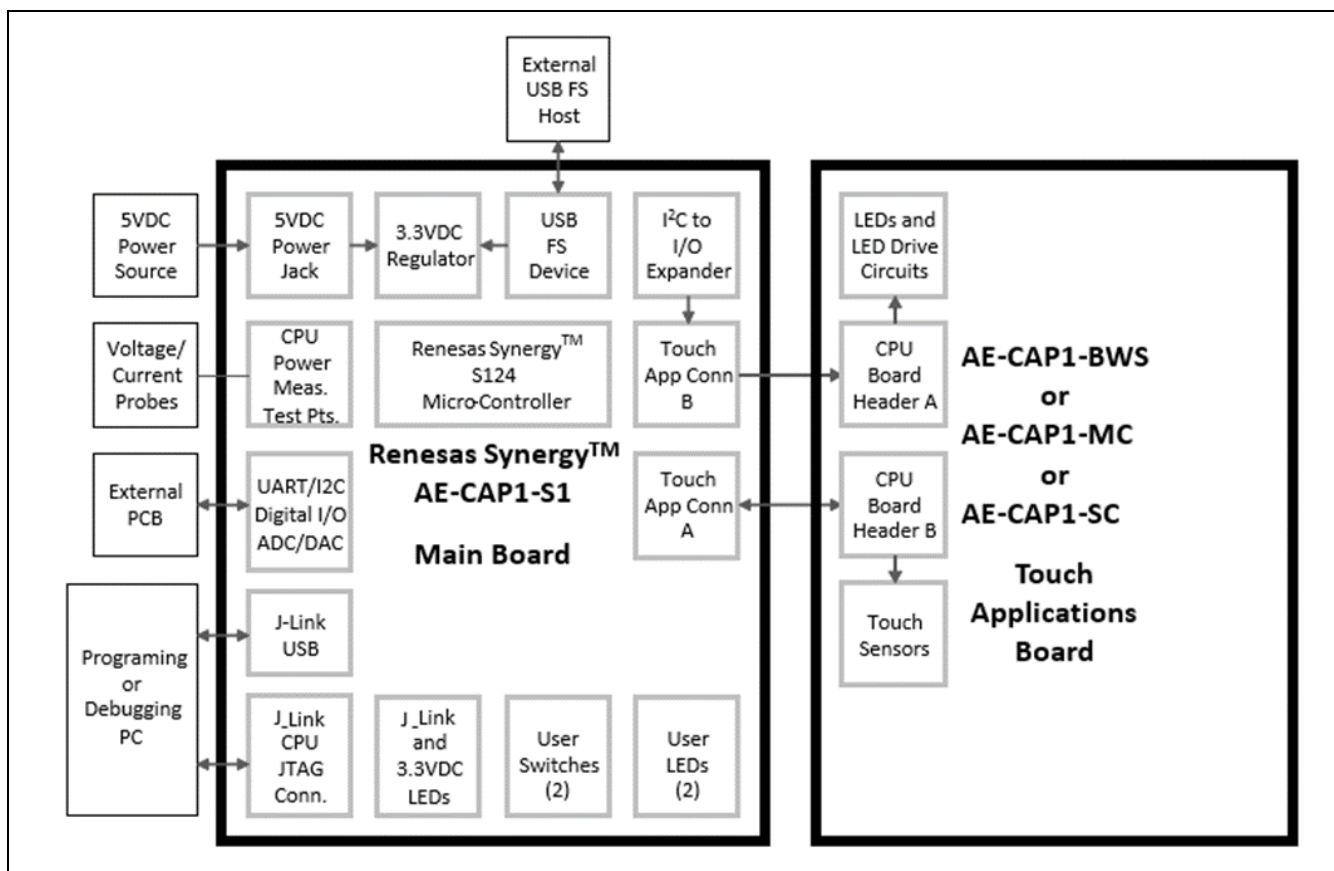 External
USB FS
Host
5VDC
Power
Source
5VDC
Power
Jack
3.3VDC
Regulator
USB
FS
Device
I²C to
I/O
Expander
LEDs and
LED Drive
Circuits
Voltage/
Current
Probes
CPU
Power
Meas.
Test Pts.
Renesas Synergy™
S124
Micro-Controller
Touch
App Conn
B
CPU
Board
Header A
AE-CAP1-BWS
or
AE-CAP1-MC
or
AE-CAP1-SC
Touch
Applications
Board
Renesas Synergy™
AE-CAP1-S1
Main Board
External
PCB
UART/I2C
Digital I/O
ADC/DAC
Touch
App Conn
A
CPU
Board
Header B
Touch
Sensors
Programing
or
Debugging
PC
J-Link
USB
J_Link
CPU
JTAG
Conn.
J_Link
and
3.3VDC
LEDs
User
Switches
(2)
User
LEDs
(2)